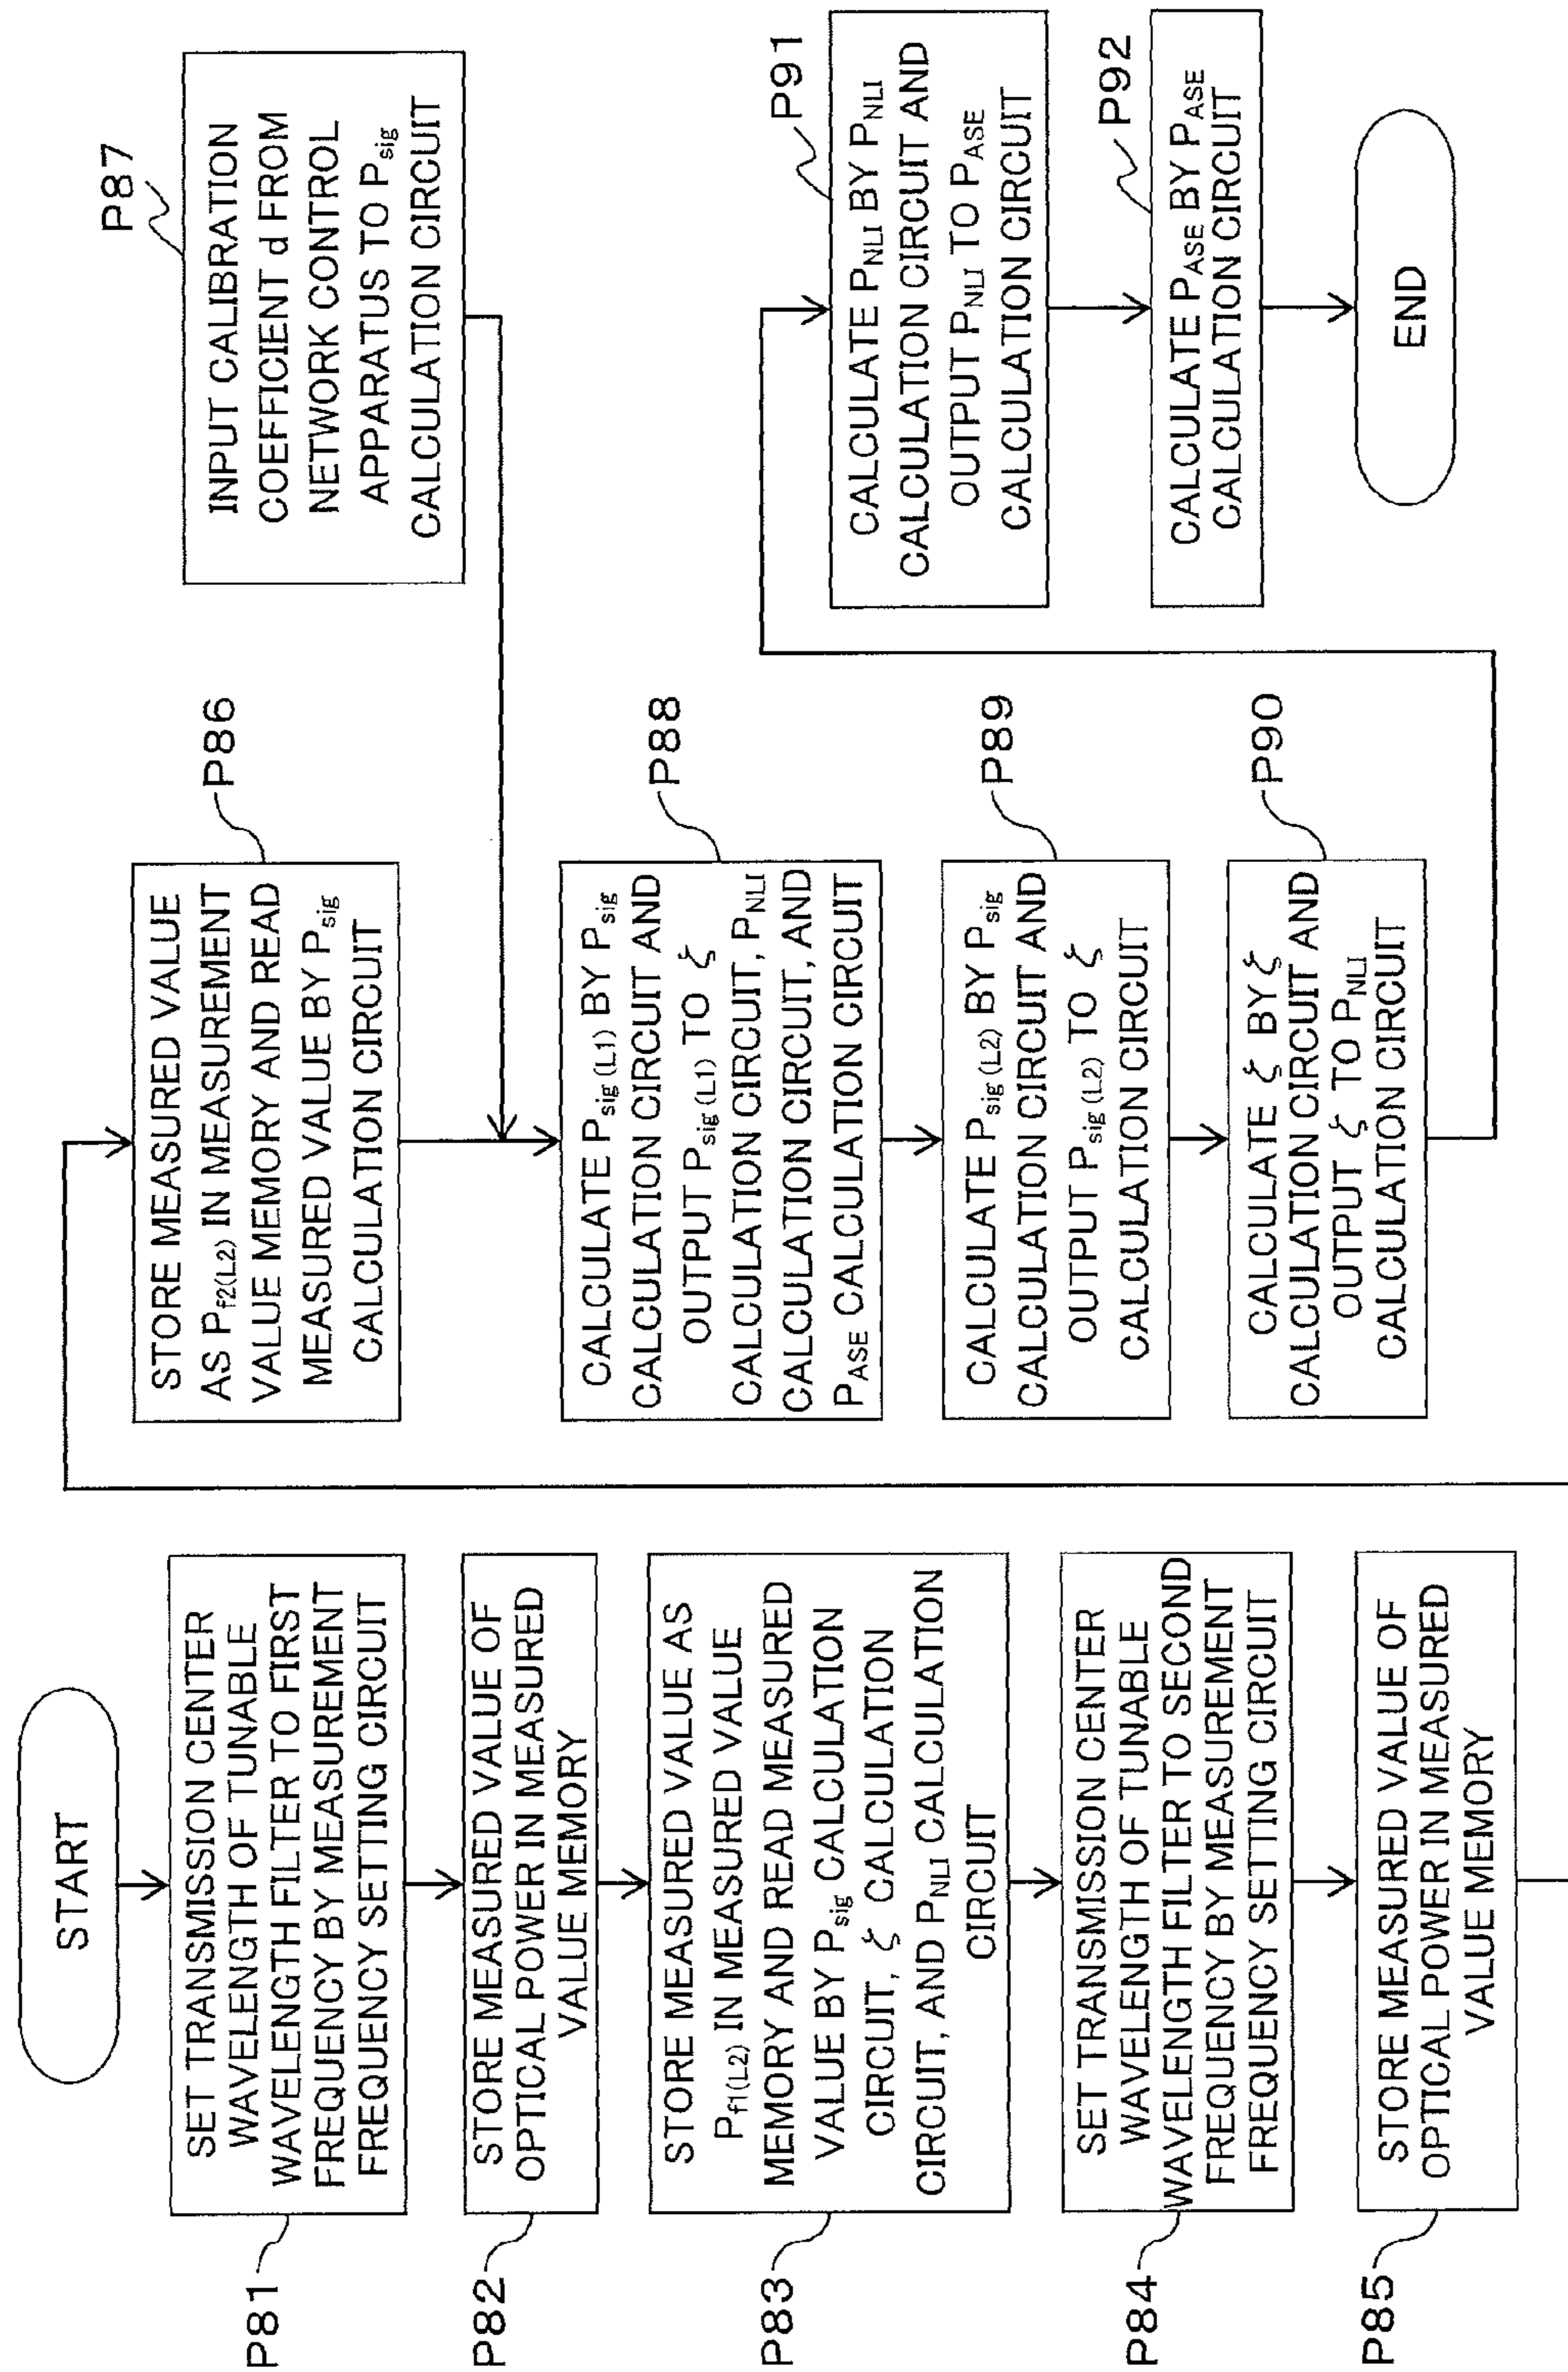 START
P81
SET TRANSMISSION CENTER
WAVELENGTH OF TUNABLE
WAVELENGTH FILTER TO FIRST
FREQUENCY BY MEASUREMENT
FREQUENCY SETTING CIRCUIT
P82
STORE MEASURED VALUE OF
OPTICAL POWER IN MEASURED
VALUE MEMORY
P83
STORE MEASURED VALUE AS
Pf1(L2) IN MEASURED VALUE
MEMORY AND READ MEASURED
VALUE BY Psig CALCULATION
CIRCUIT, ζ CALCULATION
CIRCUIT, AND PNLI CALCULATION
CIRCUIT
P84
SET TRANSMISSION CENTER
WAVELENGTH OF TUNABLE
WAVELENGTH FILTER TO SECOND
FREQUENCY BY MEASUREMENT
FREQUENCY SETTING CIRCUIT
P85
STORE MEASURED VALUE OF
OPTICAL POWER IN MEASURED
VALUE MEMORY
P86
STORE MEASURED VALUE
AS Pf2(L2) IN MEASUREMENT
VALUE MEMORY AND READ
MEASURED VALUE BY Psig
CALCULATION CIRCUIT
P87
INPUT CALIBRATION
COEFFICIENT d FROM
NETWORK CONTROL
APPARATUS TO Psig
CALCULATION CIRCUIT
P88
CALCULATE Psig (L1) BY Psig
CALCULATION CIRCUIT AND
OUTPUT Psig (L1) TO ζ
CALCULATION CIRCUIT, PNLI
CALCULATION CIRCUIT, AND
PASE CALCULATION CIRCUIT
P89
CALCULATE Psig (L2) BY Psig
CALCULATION CIRCUIT AND
OUTPUT Psig (L2) TO ζ
CALCULATION CIRCUIT
P90
CALCULATE ζ BY ζ
CALCULATION CIRCUIT AND
OUTPUT ζ TO PNLI
CALCULATION CIRCUIT
P91
CALCULATE PNLI BY PNLI
CALCULATION CIRCUIT AND
OUTPUT PNLI TO PASE
CALCULATION CIRCUIT
P92
CALCULATE PASE BY PASE
CALCULATION CIRCUIT
END